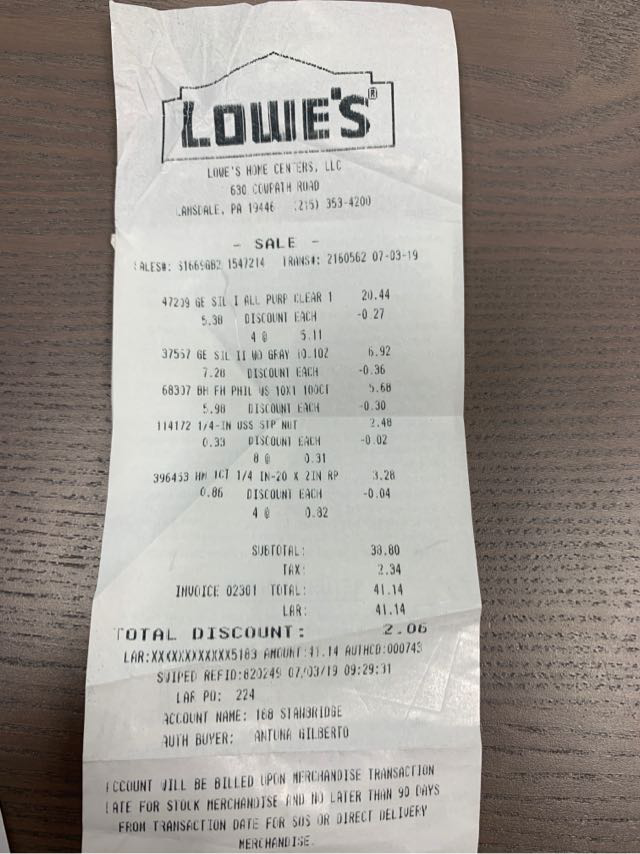 LOWE'S®
LOWE'S HOME CENTERS, LLC
630 COWPATH ROAD
LANSDALE, PA 19446 (215) 353-4200
- SALE -
SALES#: TRANS#: 2160562 07-03-19
47209 GE SIL I ALL PURP CLEAR 1 20.44
5.38 DISCOUNT EACH -0.27
4 @ 5.11
37557 GE SIL II WD GRAY 10.1OZ 6.92
7.28 DISCOUNT EACH -0.36
68307 BH FH PHIL WS 10X1 100CT 5.68
5.98 DISCOUNT EACH -0.30
114172 1/4-IN USS STP NUT 2.48
0.33 DISCOUNT EACH -0.02
8 @ 0.31
HM 1CT 1/4 IN-20 X 2IN RP 3.28
0.86 DISCOUNT EACH -0.04
4 @ 0.82
SUBTOTAL: 38.80
TAX: 2.34
INVOICE 02301 TOTAL: 41.14
LAR: 41.14
TOTAL DISCOUNT: 2.06
LAR:XXXXXXXXXXXX5183 AMOUNT:41.14 AUTHCD:000743
SWIPED REFID:820249 07/03/19 09:29:31
LAR PO: 224
ACCOUNT NAME: 168 STANBRIDGE
AUTH BUYER: ANTUNA GILBERTO
ACCOUNT WILL BE BILLED UPON MERCHANDISE TRANSACTION
DATE FOR STOCK MERCHANDISE AND NO LATER THAN 90 DAYS
FROM TRANSACTION DATE FOR SOS OR DIRECT DELIVERY
MERCHANDISE.